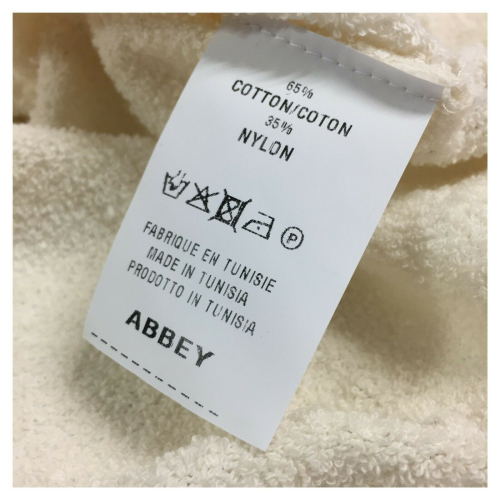 65%
COTTON/COTON
35%
NYLON
P
FABRIQUE EN TUNISIE
MADE IN TUNISIA
PRODOTTO IN TUNISIA
ABBEY